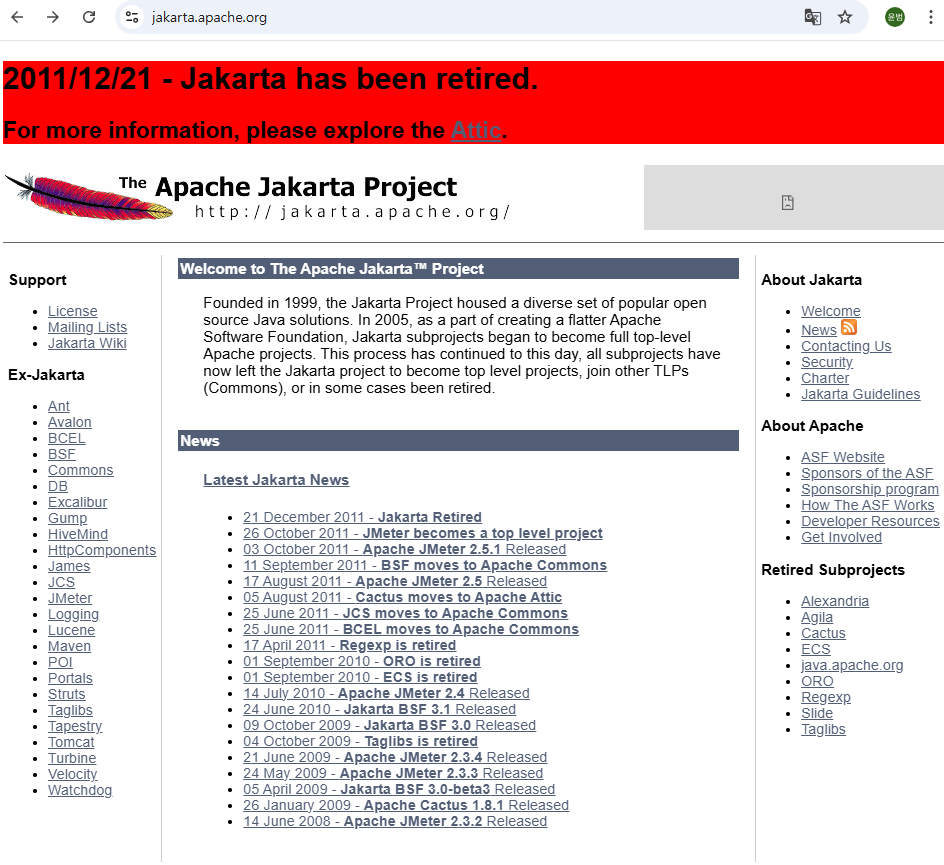 jakarta.apache.org
윤범
2011/12/21 - Jakarta has been retired.
For more information, please explore the Attic.
The Apache Jakarta Project
http://jakarta.apache.org/
Support
License
Mailing Lists
Jakarta Wiki
Ex-Jakarta
Ant
Avalon
BCEL
BSF
Commons
DB
Excalibur
Gump
HiveMind
HttpComponents
James
JCS
JMeter
Logging
Lucene
Maven
POI
Portals
Struts
Taglibs
Tapestry
Tomcat
Turbine
Velocity
Watchdog
Welcome to The Apache Jakarta™ Project
Founded in 1999, the Jakarta Project housed a diverse set of popular open
source Java solutions. In 2005, as a part of creating a flatter Apache
Software Foundation, Jakarta subprojects began to become full top-level
Apache projects. This process has continued to this day, all subprojects have
now left the Jakarta project to become top level projects, join other TLPs
(Commons), or in some cases been retired.
News
Latest Jakarta News
21 December 2011 - Jakarta Retired
26 October 2011 - JMeter becomes a top level project
03 October 2011 - Apache JMeter 2.5.1 Released
11 September 2011 - BSF moves to Apache Commons
17 August 2011 - Apache JMeter 2.5 Released
05 August 2011 - Cactus moves to Apache Attic
25 June 2011 - JCS moves to Apache Commons
25 June 2011 - BCEL moves to Apache Commons
17 April 2011 - Regexp is retired
01 September 2010 - ORO is retired
01 September 2010 - ECS is retired
14 July 2010 - Apache JMeter 2.4 Released
24 June 2010 - Jakarta BSF 3.1 Released
09 October 2009 - Jakarta BSF 3.0 Released
04 October 2009 - Taglibs is retired
21 June 2009 - Apache JMeter 2.3.4 Released
24 May 2009 - Apache JMeter 2.3.3 Released
05 April 2009 - Jakarta BSF 3.0-beta3 Released
26 January 2009 - Apache Cactus 1.8.1 Released
14 June 2008 - Apache JMeter 2.3.2 Released
About Jakarta
Welcome
News
Contacting Us
Security
Charter
Jakarta Guidelines
About Apache
ASF Website
Sponsors of the ASF
Sponsorship program
How The ASF Works
Developer Resources
Get Involved
Retired Subprojects
Alexandria
Agila
Cactus
ECS
java.apache.org
ORO
Regexp
Slide
Taglibs